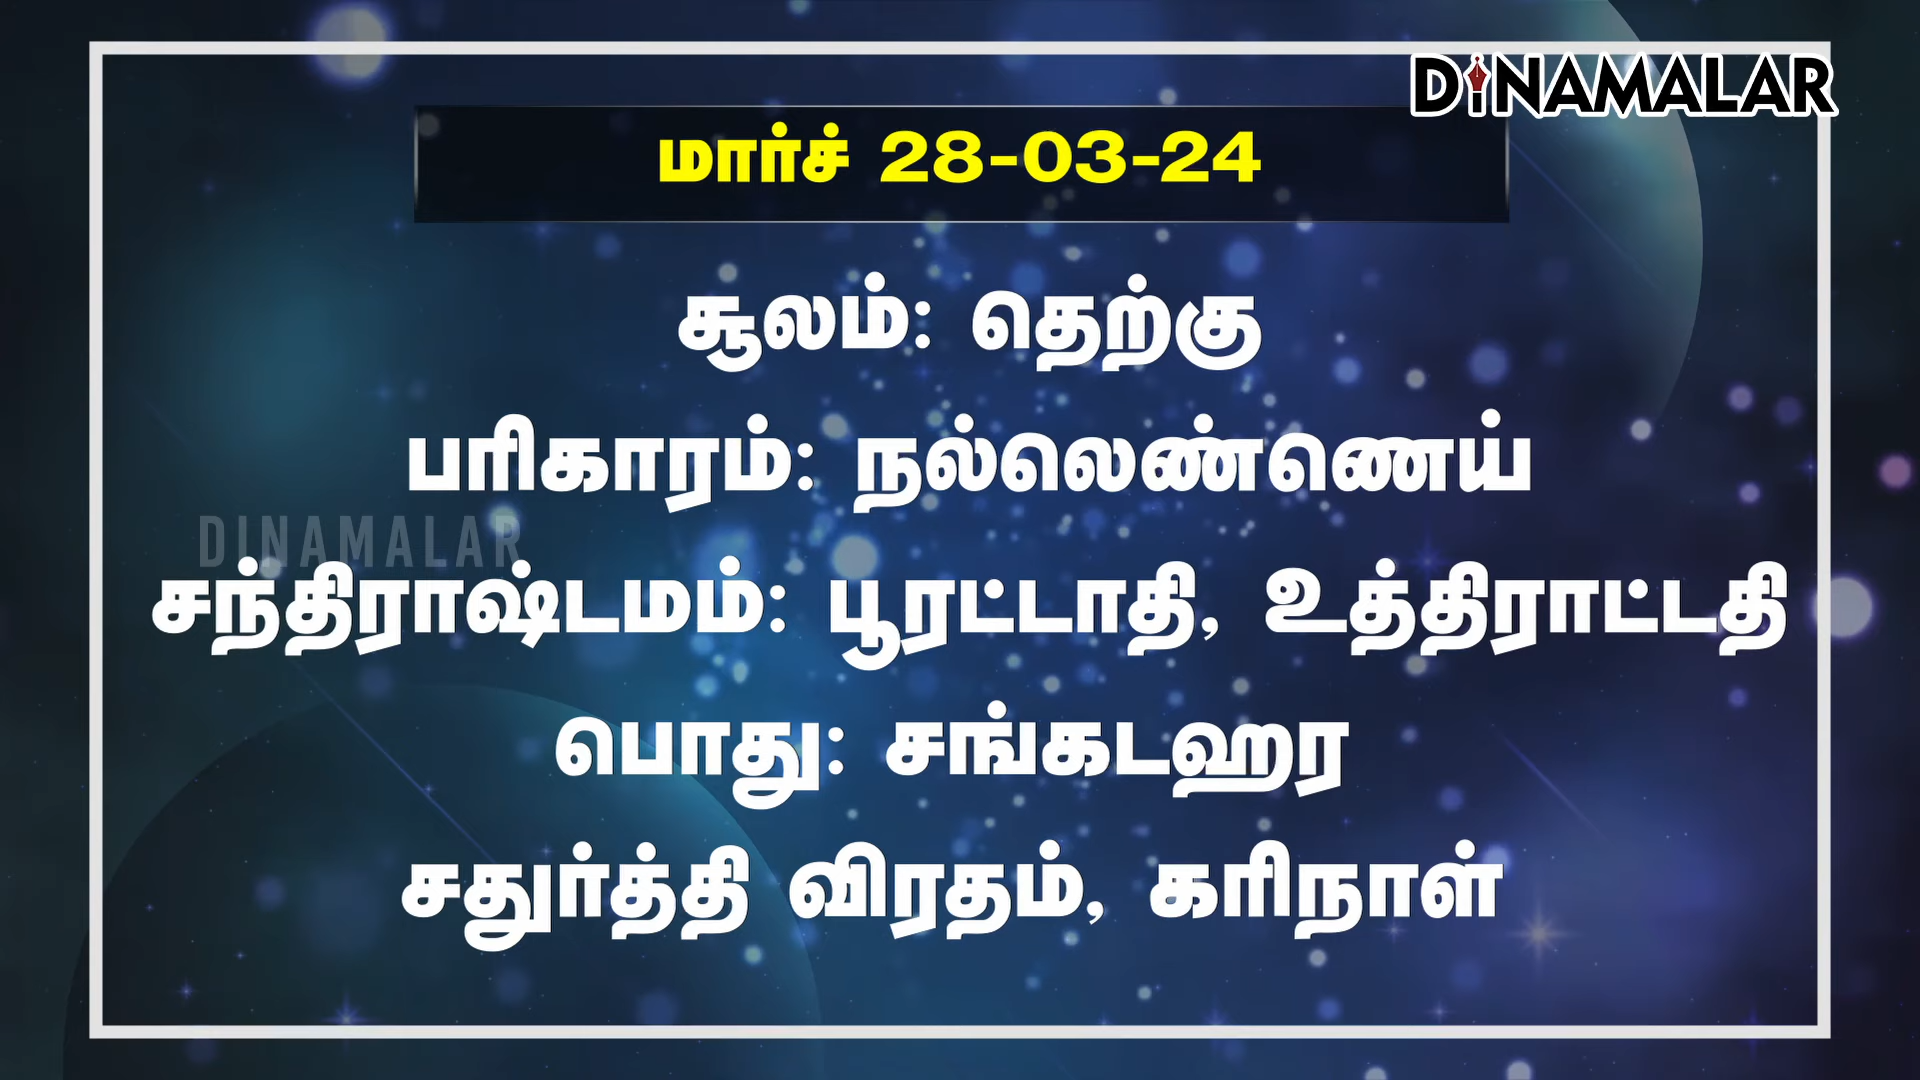 DINAMALAR
மார்ச் 28-03-24
சூலம்: தெற்கு
பரிகாரம்: நல்லெண்ணெய்
DINAMALAR
சந்திராஷ்டமம்: பூரட்டாதி, உத்திராட்டதி
பொது: சங்கடஹர
சதுர்த்தி விரதம், கரிநாள்